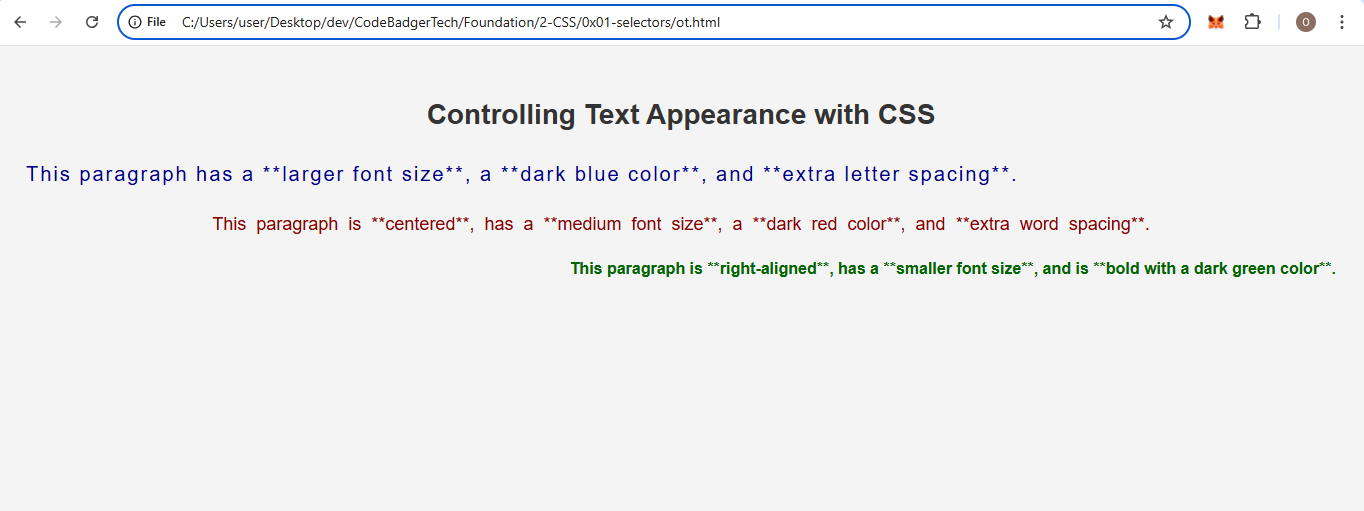 File C:/Users/user/Desktop/dev/CodeBadgerTech/Foundation/2-CSS/0x01-selectors/ot.html O
Controlling Text Appearance with CSS
This paragraph has a **larger font size**, a **dark blue color**, and **extra letter spacing**.
This paragraph is **centered**, has a **medium font size**, a **dark red color**, and **extra word spacing**.
This paragraph is **right-aligned**, has a **smaller font size**, and is **bold with a dark green color**.